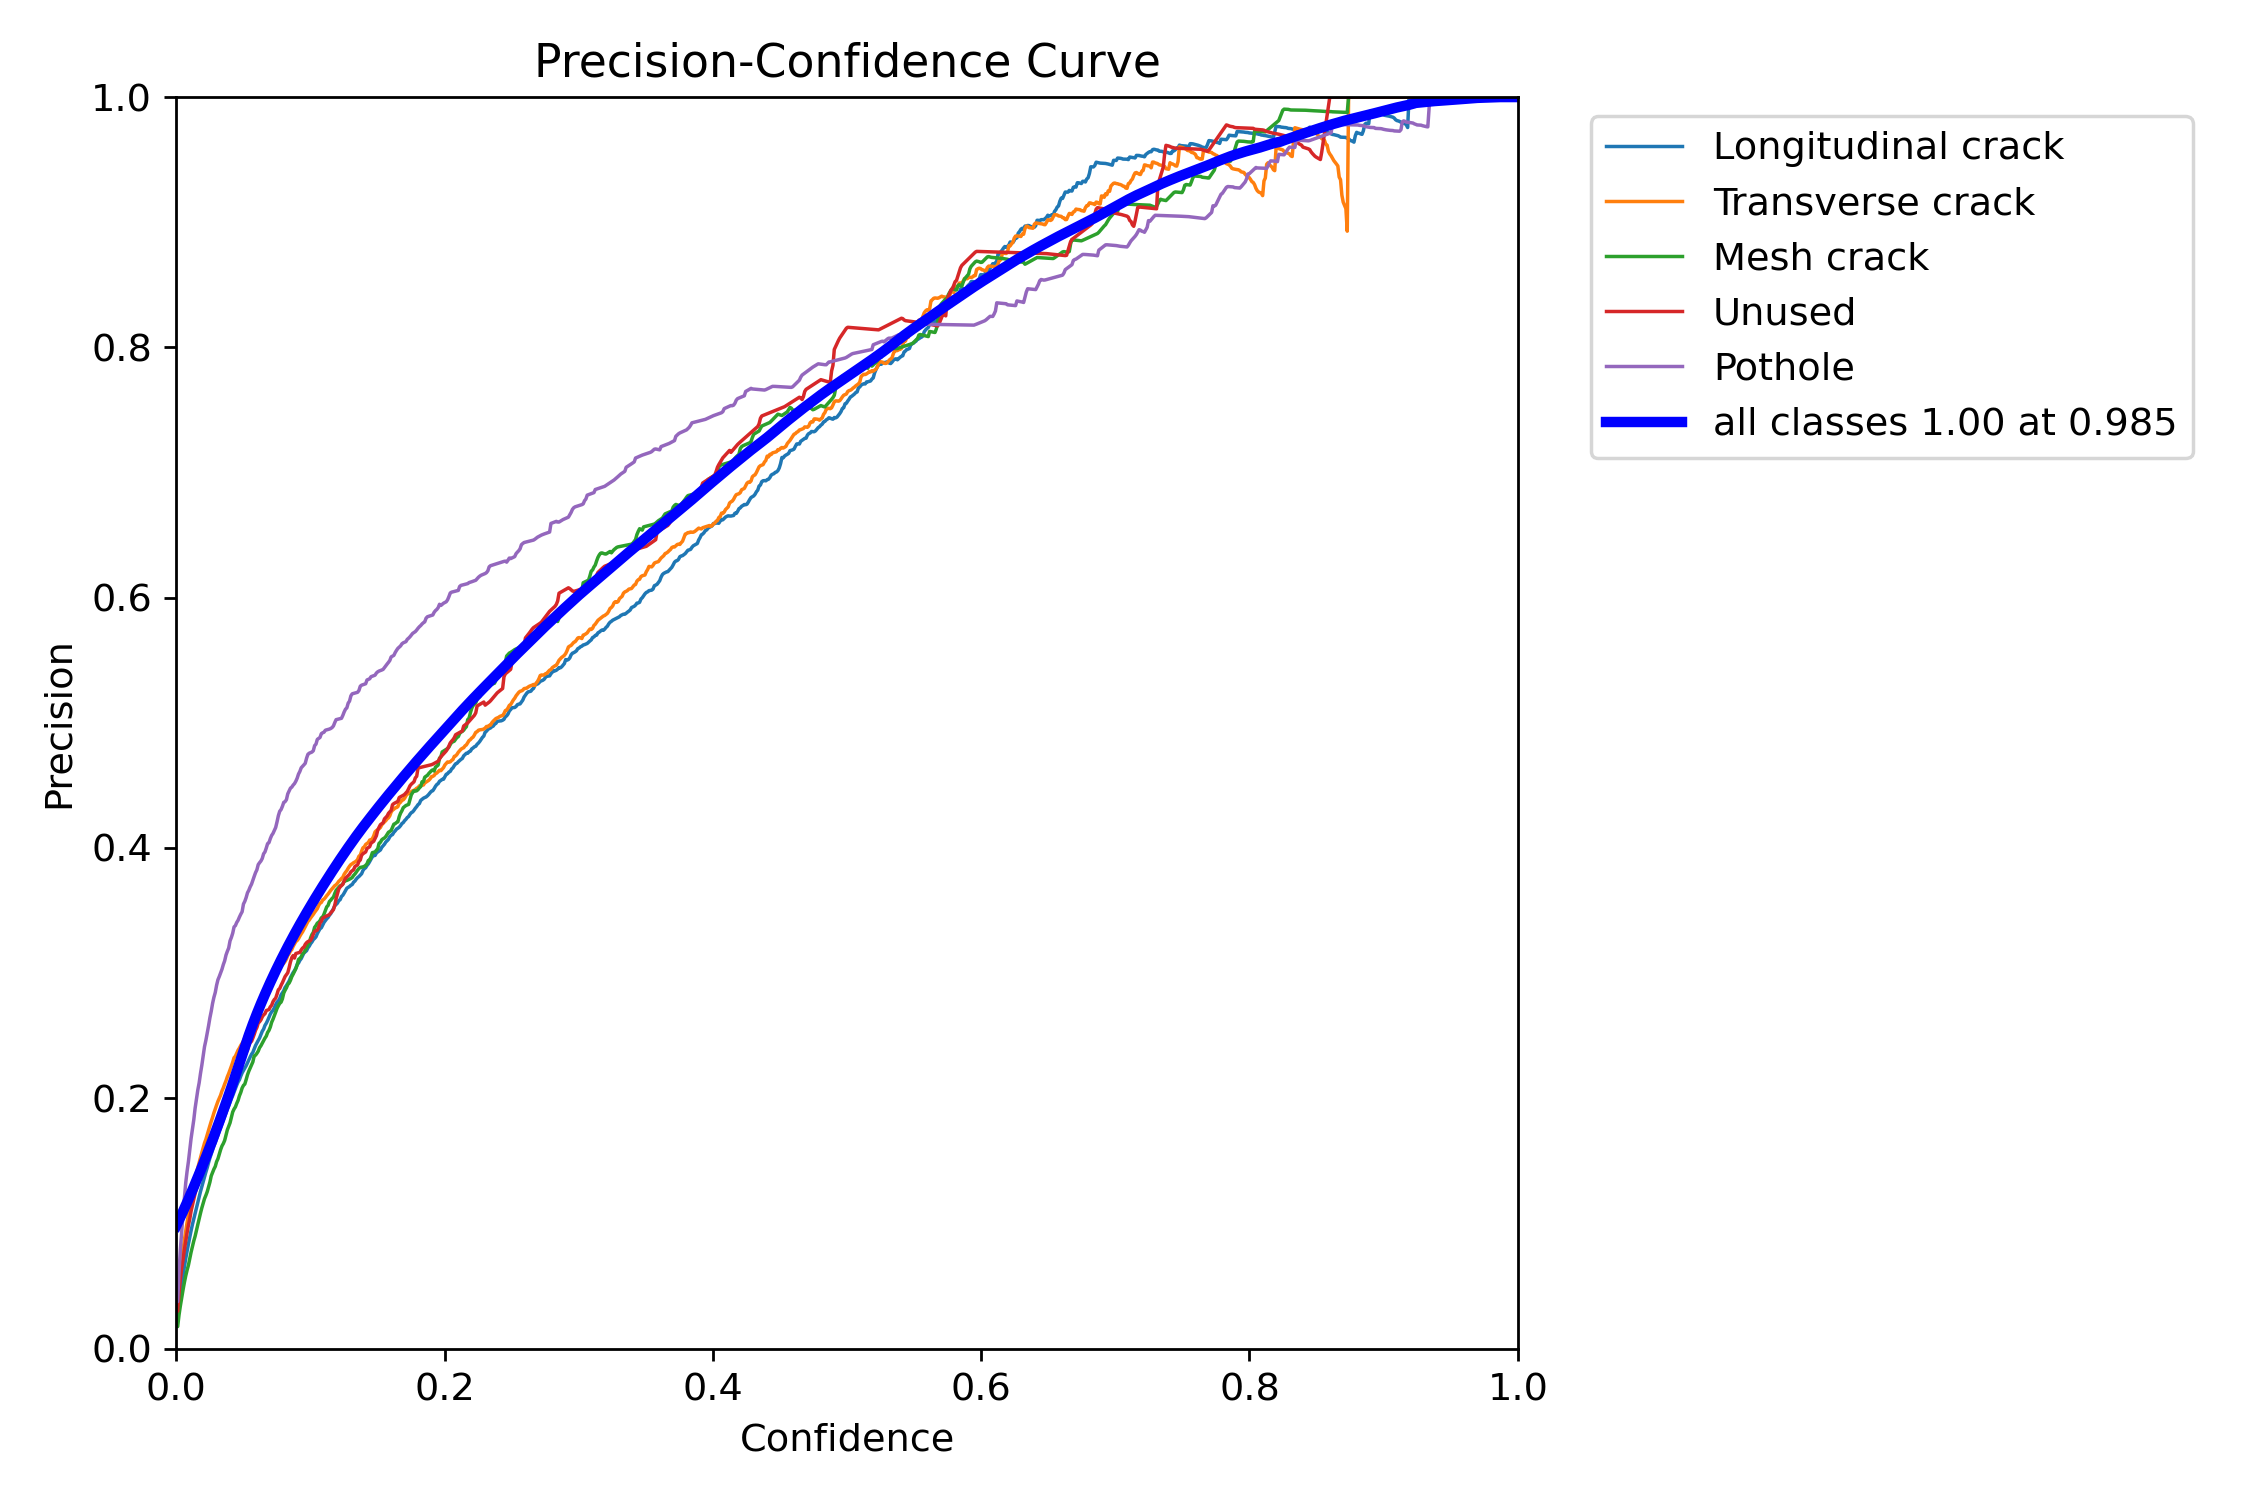 Precision-Confidence Curve
1.0
0.8
0.6
0.4
0.2
0.0
Precision
0.0 0.2 0.4 0.6 0.8 1.0
Confidence
Longitudinal crack
Transverse crack
Mesh crack
Unused
Pothole
all classes 1.00 at 0.985